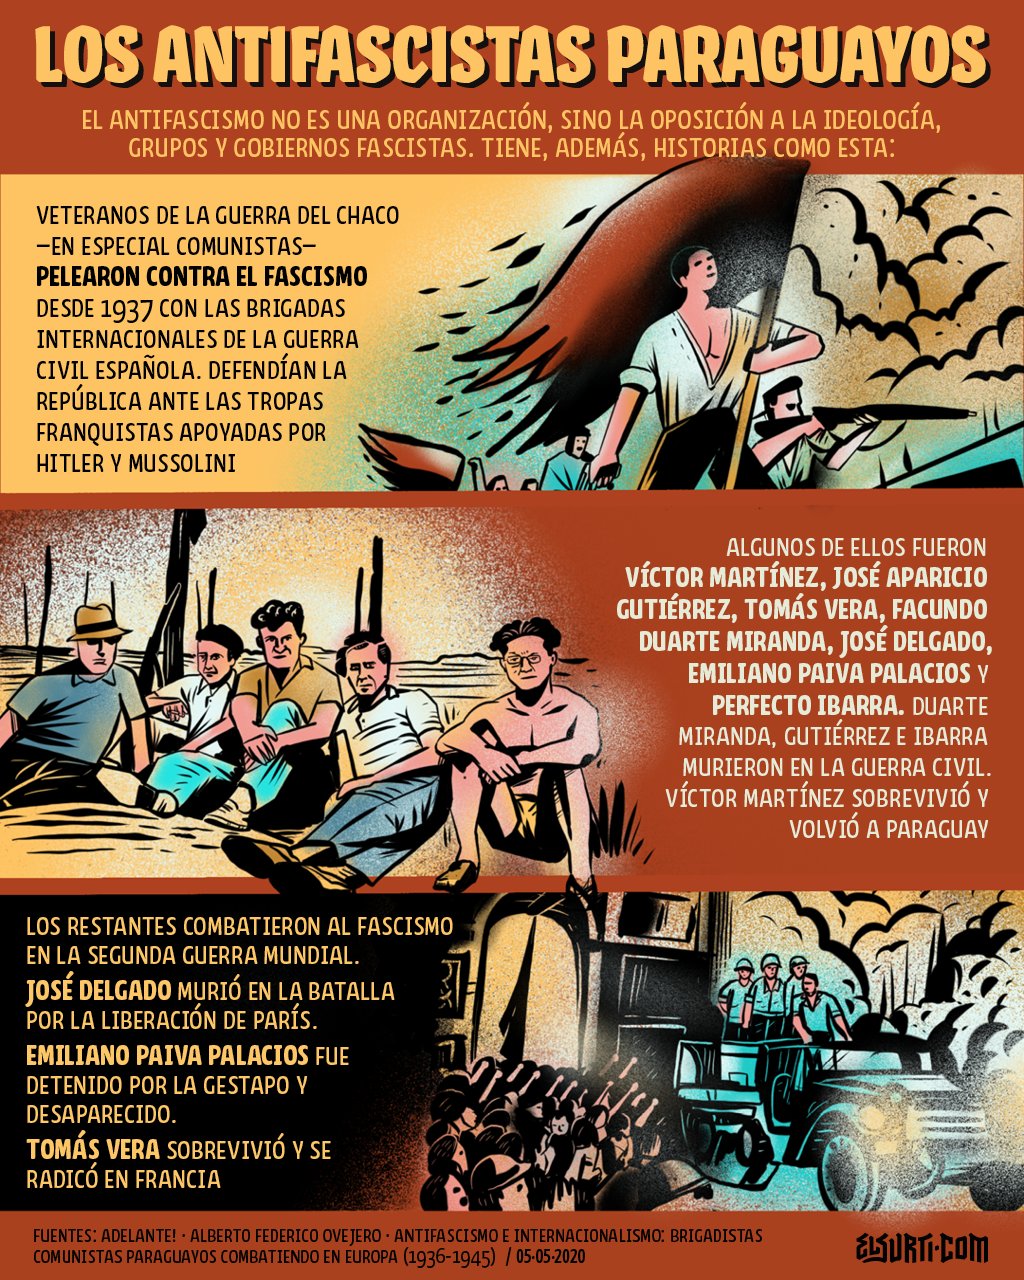 LOS ANTIFASCISTAS PARAGUAYOS
EL ANTIFASCISMO NO ES UNA ORGANIZACIÓN, SINO LA OPOSICIÓN A LA IDEOLOGÍA,
GRUPOS Y GOBIERNOS FASCISTAS. TIENE, ADEMÁS, HISTORIAS COMO ESTA:
VETERANOS DE LA GUERRA DEL CHACO
–EN ESPECIAL COMUNISTAS–
PELEARON CONTRA EL FASCISMO
DESDE 1937 CON LAS BRIGADAS
INTERNACIONALES DE LA GUERRA
CIVIL ESPAÑOLA. DEFENDÍAN LA
REPÚBLICA ANTE LAS TROPAS
FRANQUISTAS APOYADAS POR
HITLER Y MUSSOLINI
ALGUNOS DE ELLOS FUERON
VÍCTOR MARTÍNEZ, JOSÉ APARICIO
GUTIÉRREZ, TOMÁS VERA, FACUNDO
DUARTE MIRANDA, JOSÉ DELGADO,
EMILIANO PAIVA PALACIOS Y
PERFECTO IBARRA. DUARTE
MIRANDA, GUTIÉRREZ E IBARRA
MURIERON EN LA GUERRA CIVIL.
VÍCTOR MARTÍNEZ SOBREVIVIÓ Y
VOLVIÓ A PARAGUAY
LOS RESTANTES COMBATIERON AL FASCISMO
EN LA SEGUNDA GUERRA MUNDIAL.
JOSÉ DELGADO MURIÓ EN LA BATALLA
POR LA LIBERACIÓN DE PARÍS.
EMILIANO PAIVA PALACIOS FUE
DETENIDO POR LA GESTAPO Y
DESAPARECIDO.
TOMÁS VERA SOBREVIVIÓ Y SE
RADICÓ EN FRANCIA
FUENTES: ADELANTE! · ALBERTO FEDERICO OVEJERO · ANTIFASCISMO E INTERNACIONALISMO: BRIGADISTAS
COMUNISTAS PARAGUAYOS COMBATIENDO EN EUROPA (1936-1945) / 05·05·2020
ELSURTI·COM